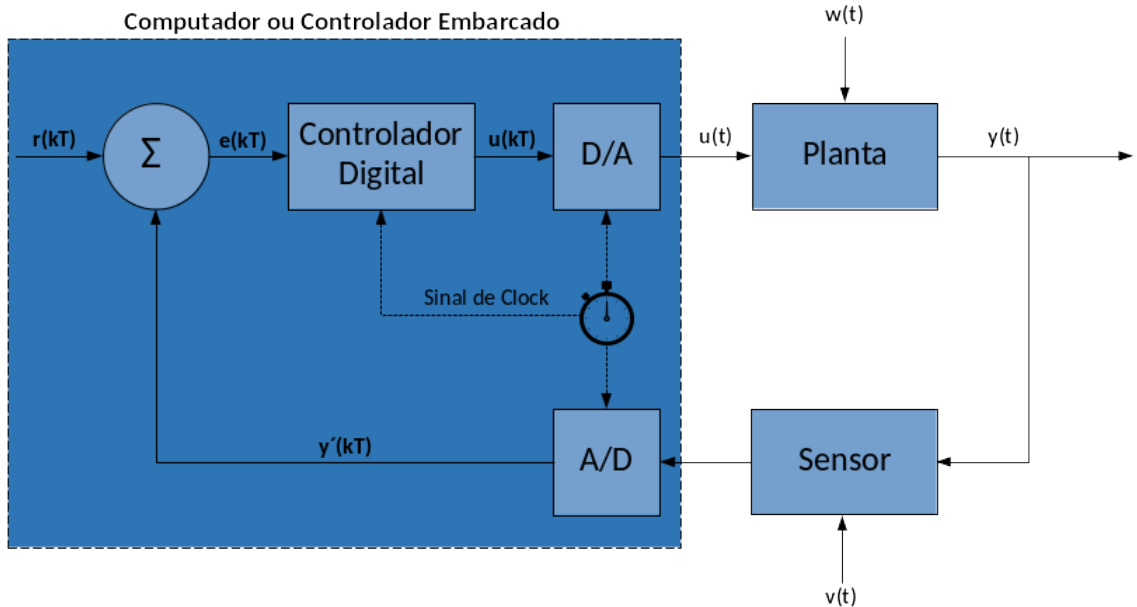 Computador ou Controlador Embarcado
w(t)
r(kT)
Σ
e(kT)
Controlador
Digital
u(kT)
D/A
u(t)
Planta
y(t)
Sinal de Clock
y´(kT)
A/D
Sensor
v(t)